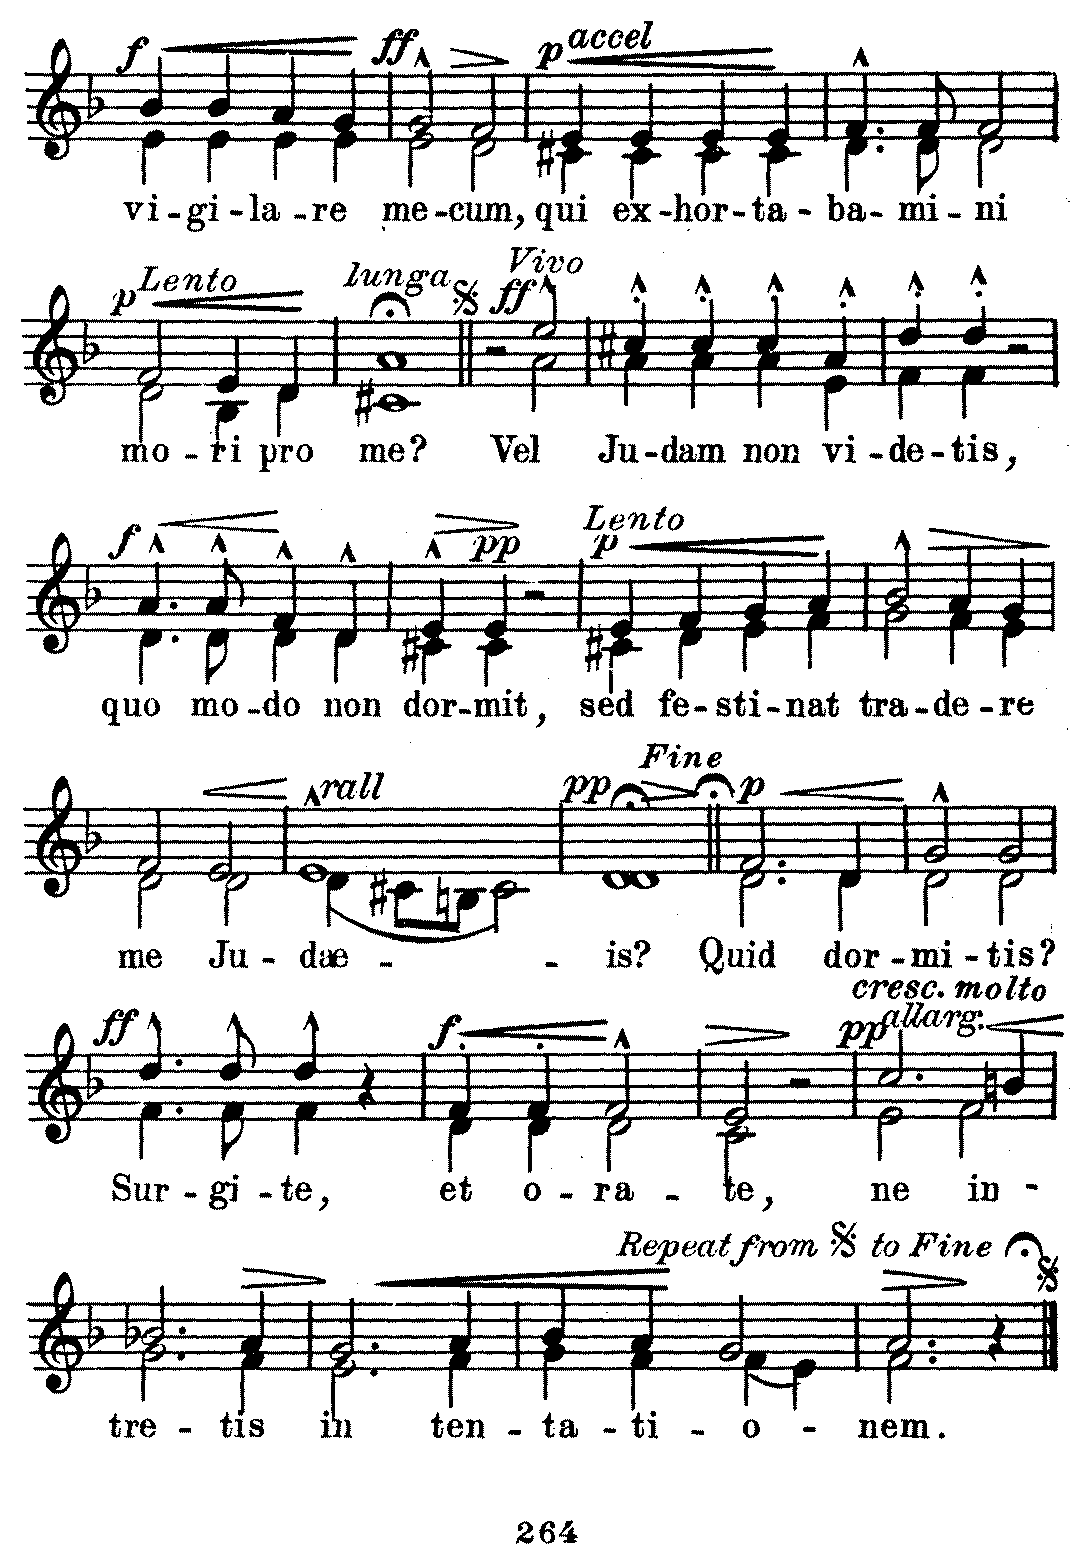 f ff p accel
vi-gi-la-re me-cum, qui ex-hor-ta-ba-mi-ni
p Lento lunga ff Vivo
mo-ri pro me? Vel Ju-dam non vi-de-tis,
f pp Lento p
quo mo-do non dor-mit, sed fe-sti-nat tra-de-re
rall pp Fine p
me Ju-dæ - - is? Quid dor-mi-tis?
ff f pp cresc. molto allarg.
Sur-gi-te, et o-ra-te, ne in-
Repeat from 𝄋 to Fine
tre-tis in ten-ta-ti-o-nem.
264